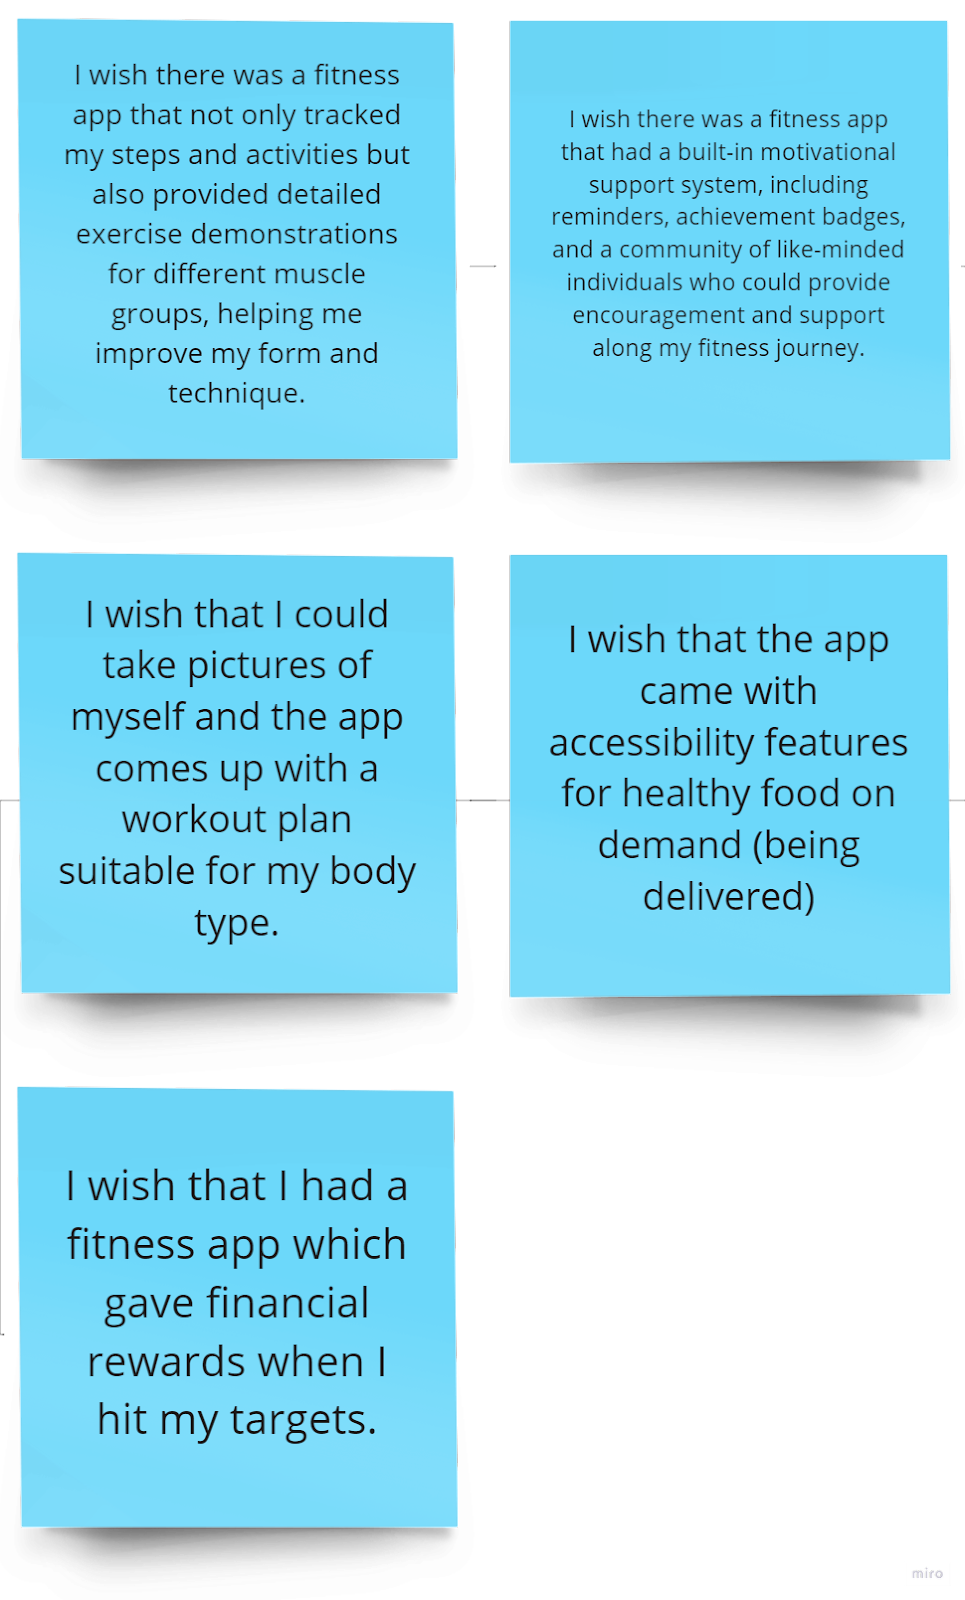 I wish there was a fitness
app that not only tracked
my steps and activities but
also provided detailed
exercise demonstrations
for different muscle
groups, helping me
improve my form and
technique.
I wish there was a fitness app
that had a built-in motivational
support system, including
reminders, achievement badges,
and a community of like-minded
individuals who could provide
encouragement and support
along my fitness journey.
I wish that I could
take pictures of
myself and the app
comes up with a
workout plan
suitable for my body
type.
I wish that the app
came with
accessibility features
for healthy food on
demand (being
delivered)
I wish that I had a
fitness app which
gave financial
rewards when I
hit my targets.
miro